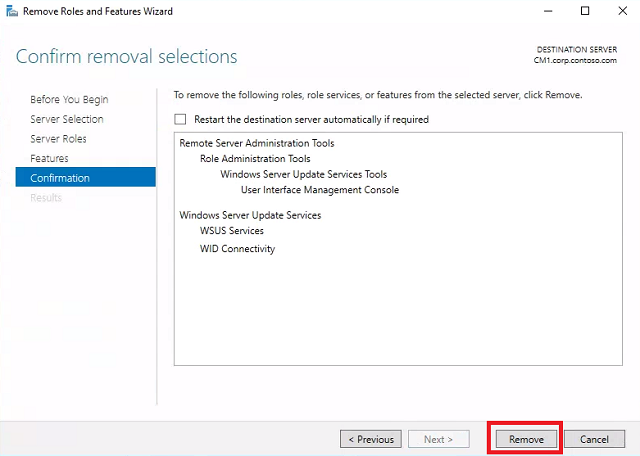 Remove Roles and Features Wizard
Confirm removal selections
DESTINATION SERVER
CM1.corp.contoso.com
Before You Begin
Server Selection
Server Roles
Features
Confirmation
Results
To remove the following roles, role services, or features from the selected server, click Remove.
Restart the destination server automatically if required
Remote Server Administration Tools
Role Administration Tools
Windows Server Update Services Tools
User Interface Management Console
Windows Server Update Services
WSUS Services
WID Connectivity
< Previous
Next >
Remove
Cancel